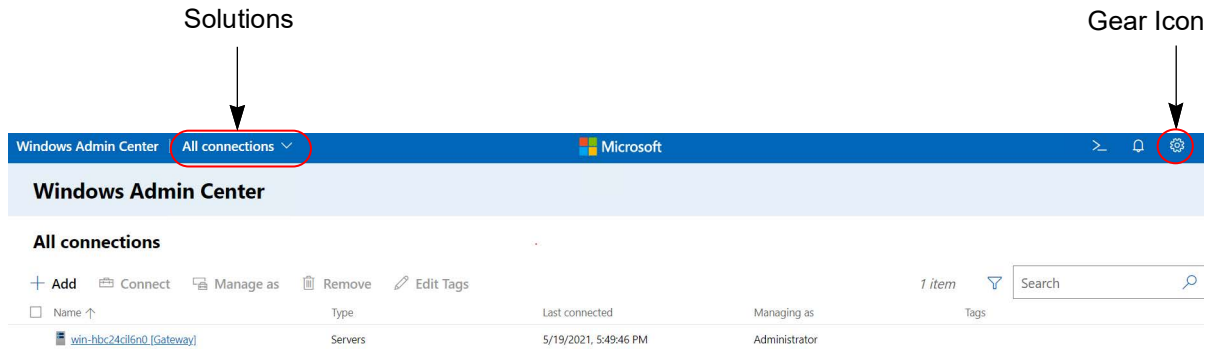 Solutions
Gear Icon
Windows Admin Center All connections Microsoft
Windows Admin Center
All connections
Add Connect Manage as Remove Edit Tags 1 item Search
Name Type Last connected Managing as Tags
win-hbc24cil6n0 [Gateway] Servers 5/19/2021, 5:49:46 PM Administrator